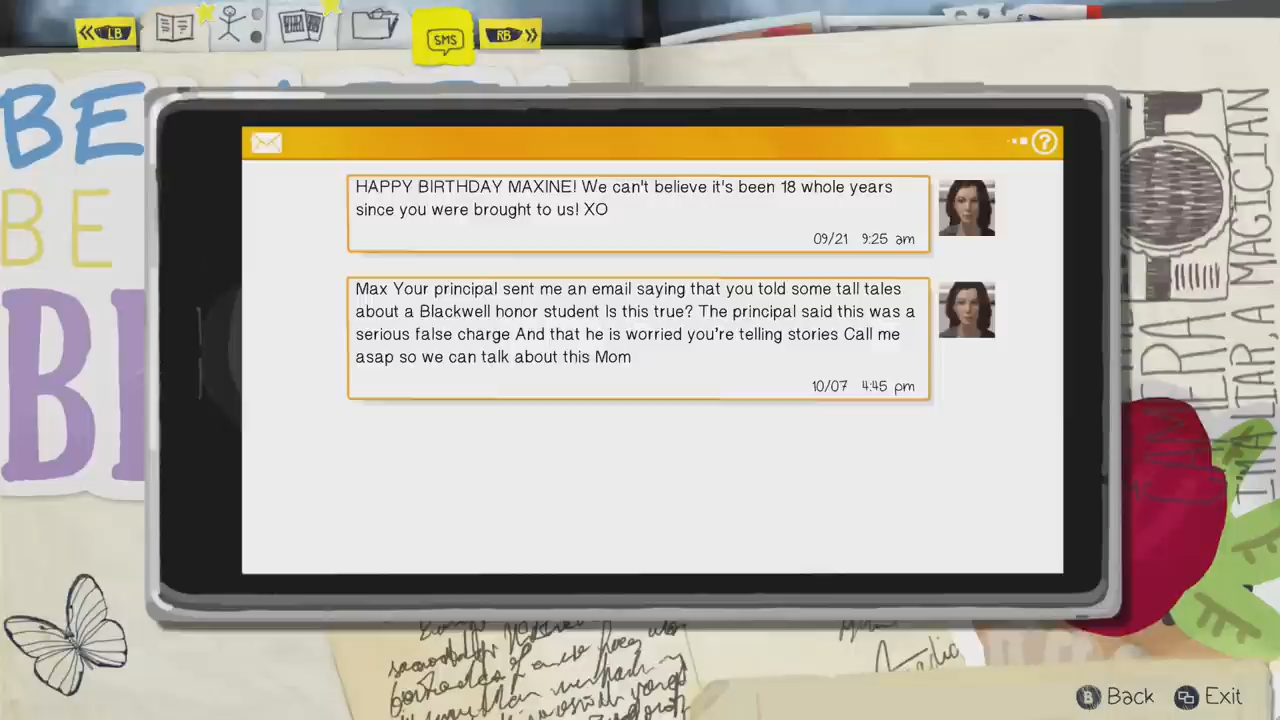 LB
SMS
RB
BE
BE
HAPPY BIRTHDAY MAXINE! We can't believe it's been 18 whole years
since you were brought to us! XO
09/21 9:25 am
Max Your principal sent me an email saying that you told some tall tales
about a Blackwell honor student Is this true? The principal said this was a
serious false charge And that he is worried you're telling stories Call me
asap so we can talk about this Mom
10/07 4:45 pm
?
I'M A LIAR, A MAGICIAN
B Back
Exit